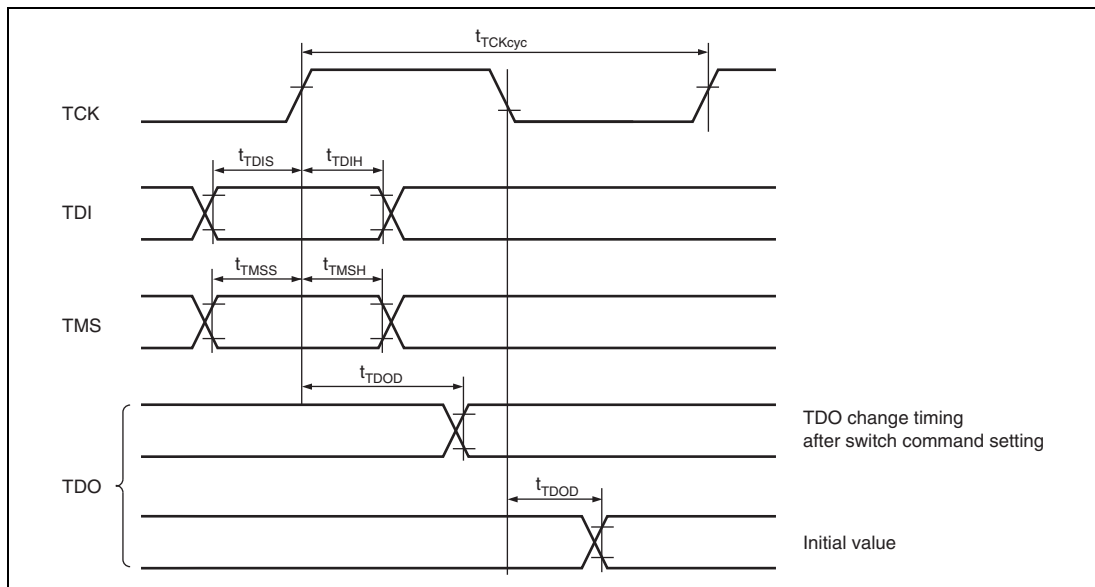 tTCKcyc
TCK
tTDIS
tTDIH
TDI
tTMSS
tTMSH
TMS
tTDOD
TDO change timing
after switch command setting
TDO
tTDOD
Initial value